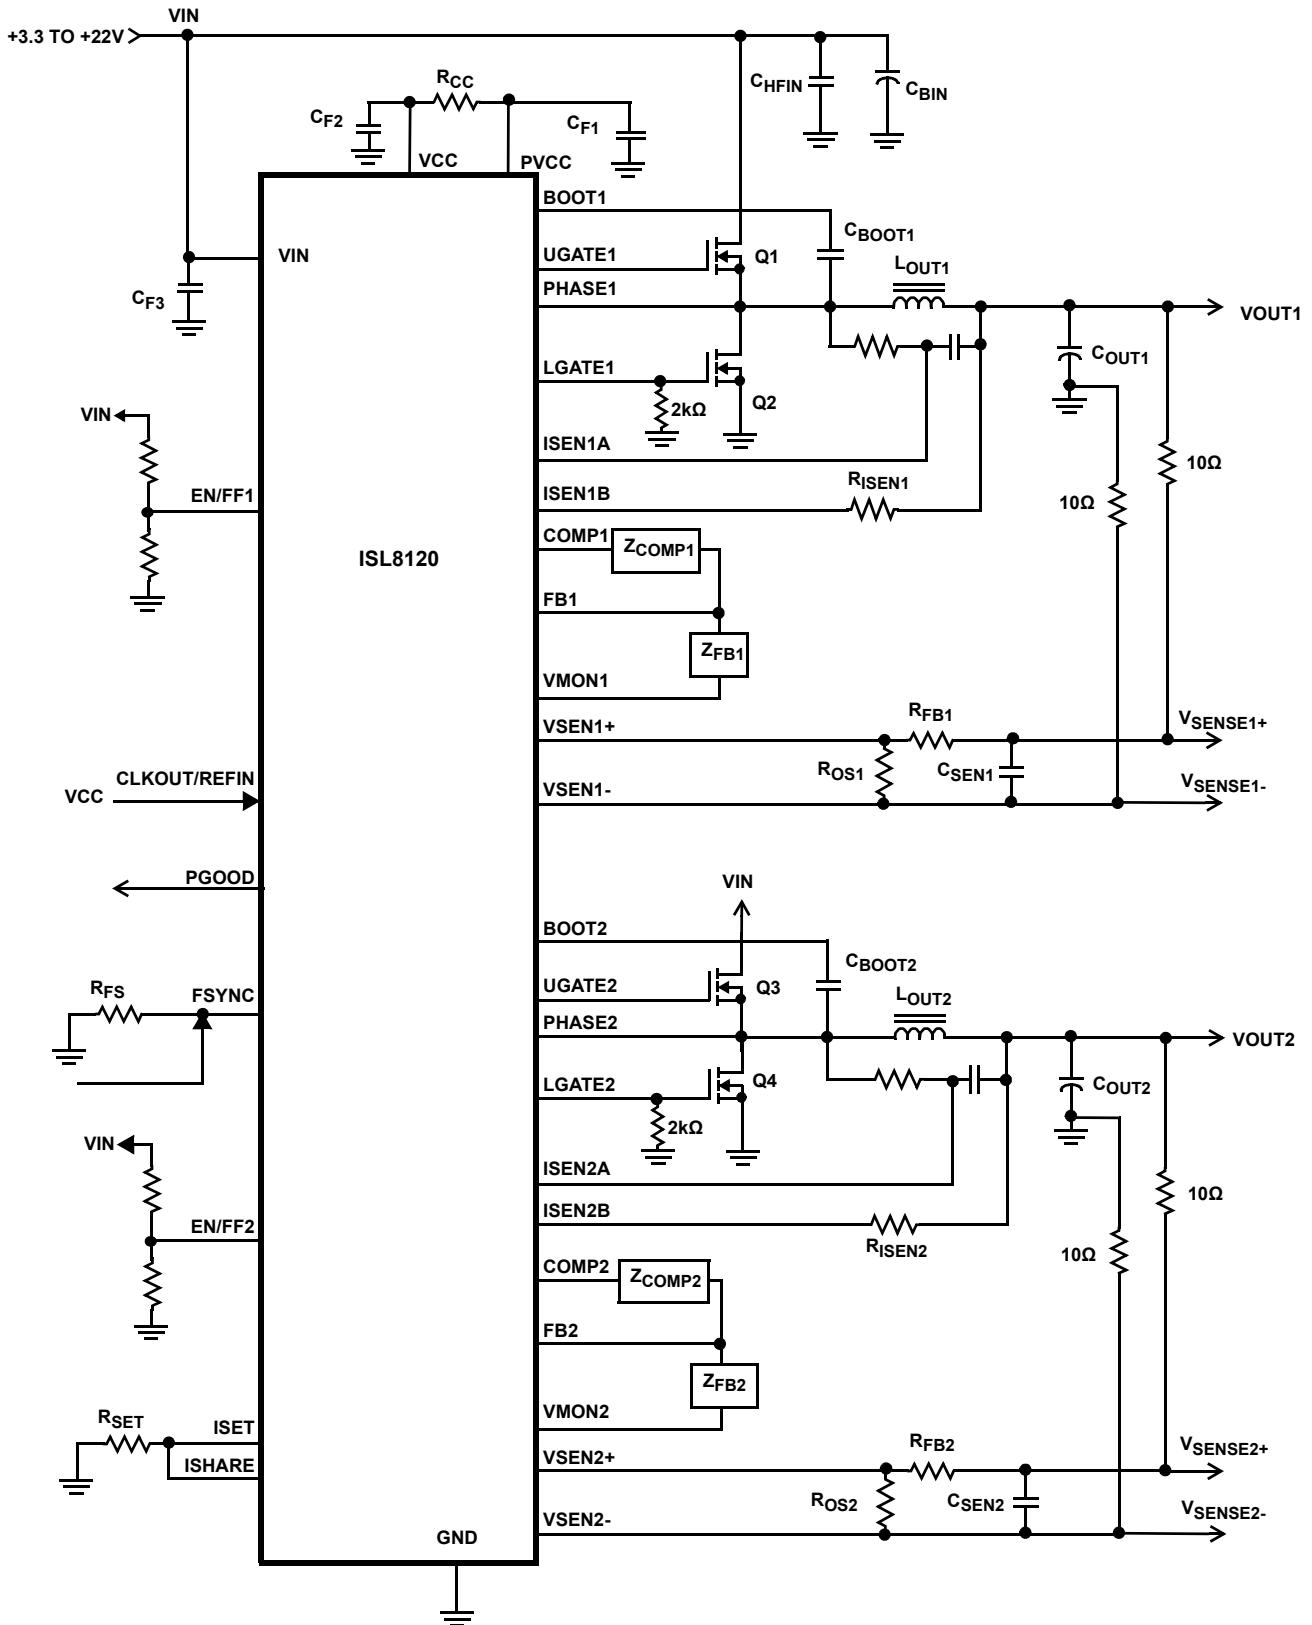 VIN
+3.3 TO +22V
RCC
CHFIN
CBIN
CF2
CF1
VCC
PVCC
BOOT1
CBOOT1
UGATE1
Q1
VIN
LOUT1
PHASE1
CF3
VOUT1
COUT1
LGATE1
Q2
2kΩ
VIN
ISEN1A
10Ω
RISEN1
EN/FF1
ISEN1B
10Ω
COMP1
ZCOMP1
ISL8120
FB1
ZFB1
VMON1
RFB1
VSENSE1+
VSEN1+
CLKOUT/REFIN
ROS1
CSEN1
VCC
VSEN1-
VSENSE1-
PGOOD
VIN
BOOT2
CBOOT2
RFS
FSYNC
UGATE2
Q3
LOUT2
PHASE2
VOUT2
LGATE2
Q4
COUT2
2kΩ
VIN
ISEN2A
10Ω
EN/FF2
ISEN2B
RISEN2
10Ω
COMP2
ZCOMP2
FB2
ZFB2
RSET
ISET
VMON2
RFB2
VSENSE2+
ISHARE
VSEN2+
ROS2
CSEN2
VSENSE2-
GND
VSEN2-